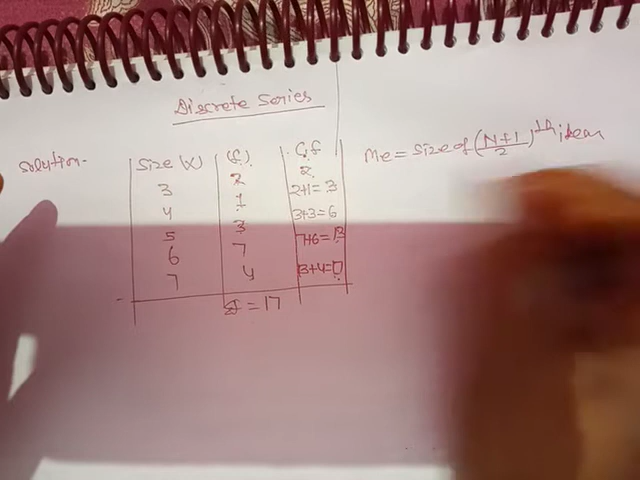 Discrete Series
Solution-
Size (X) (f) C.f
3 2 2
4 1 2+1=3
5 3 3+3=6
6 7 7+6=13
7 4 13+4=17
Σf=17
Me = Size of (N+1/2)th item